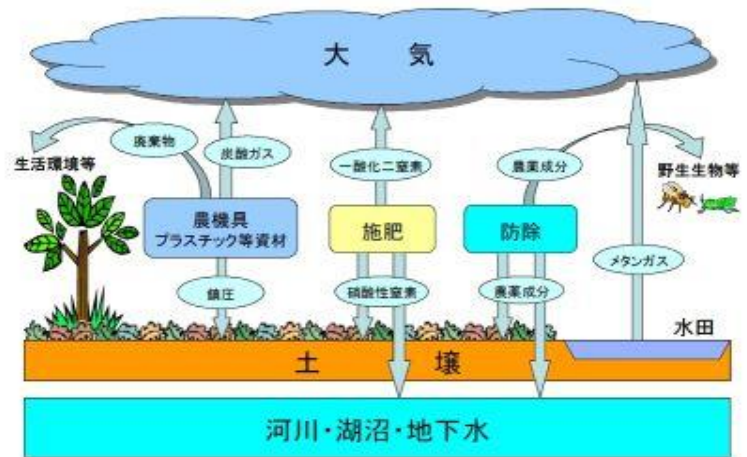 大 気
廃棄物
炭酸ガス
一酸化二窒素
農薬成分
生活環境等
野生生物等
農機具
プラスチック等資材
施肥
防除
メタンガス
鎮圧
硝酸性窒素
農薬成分
水田
土 壌
河川・湖沼・地下水